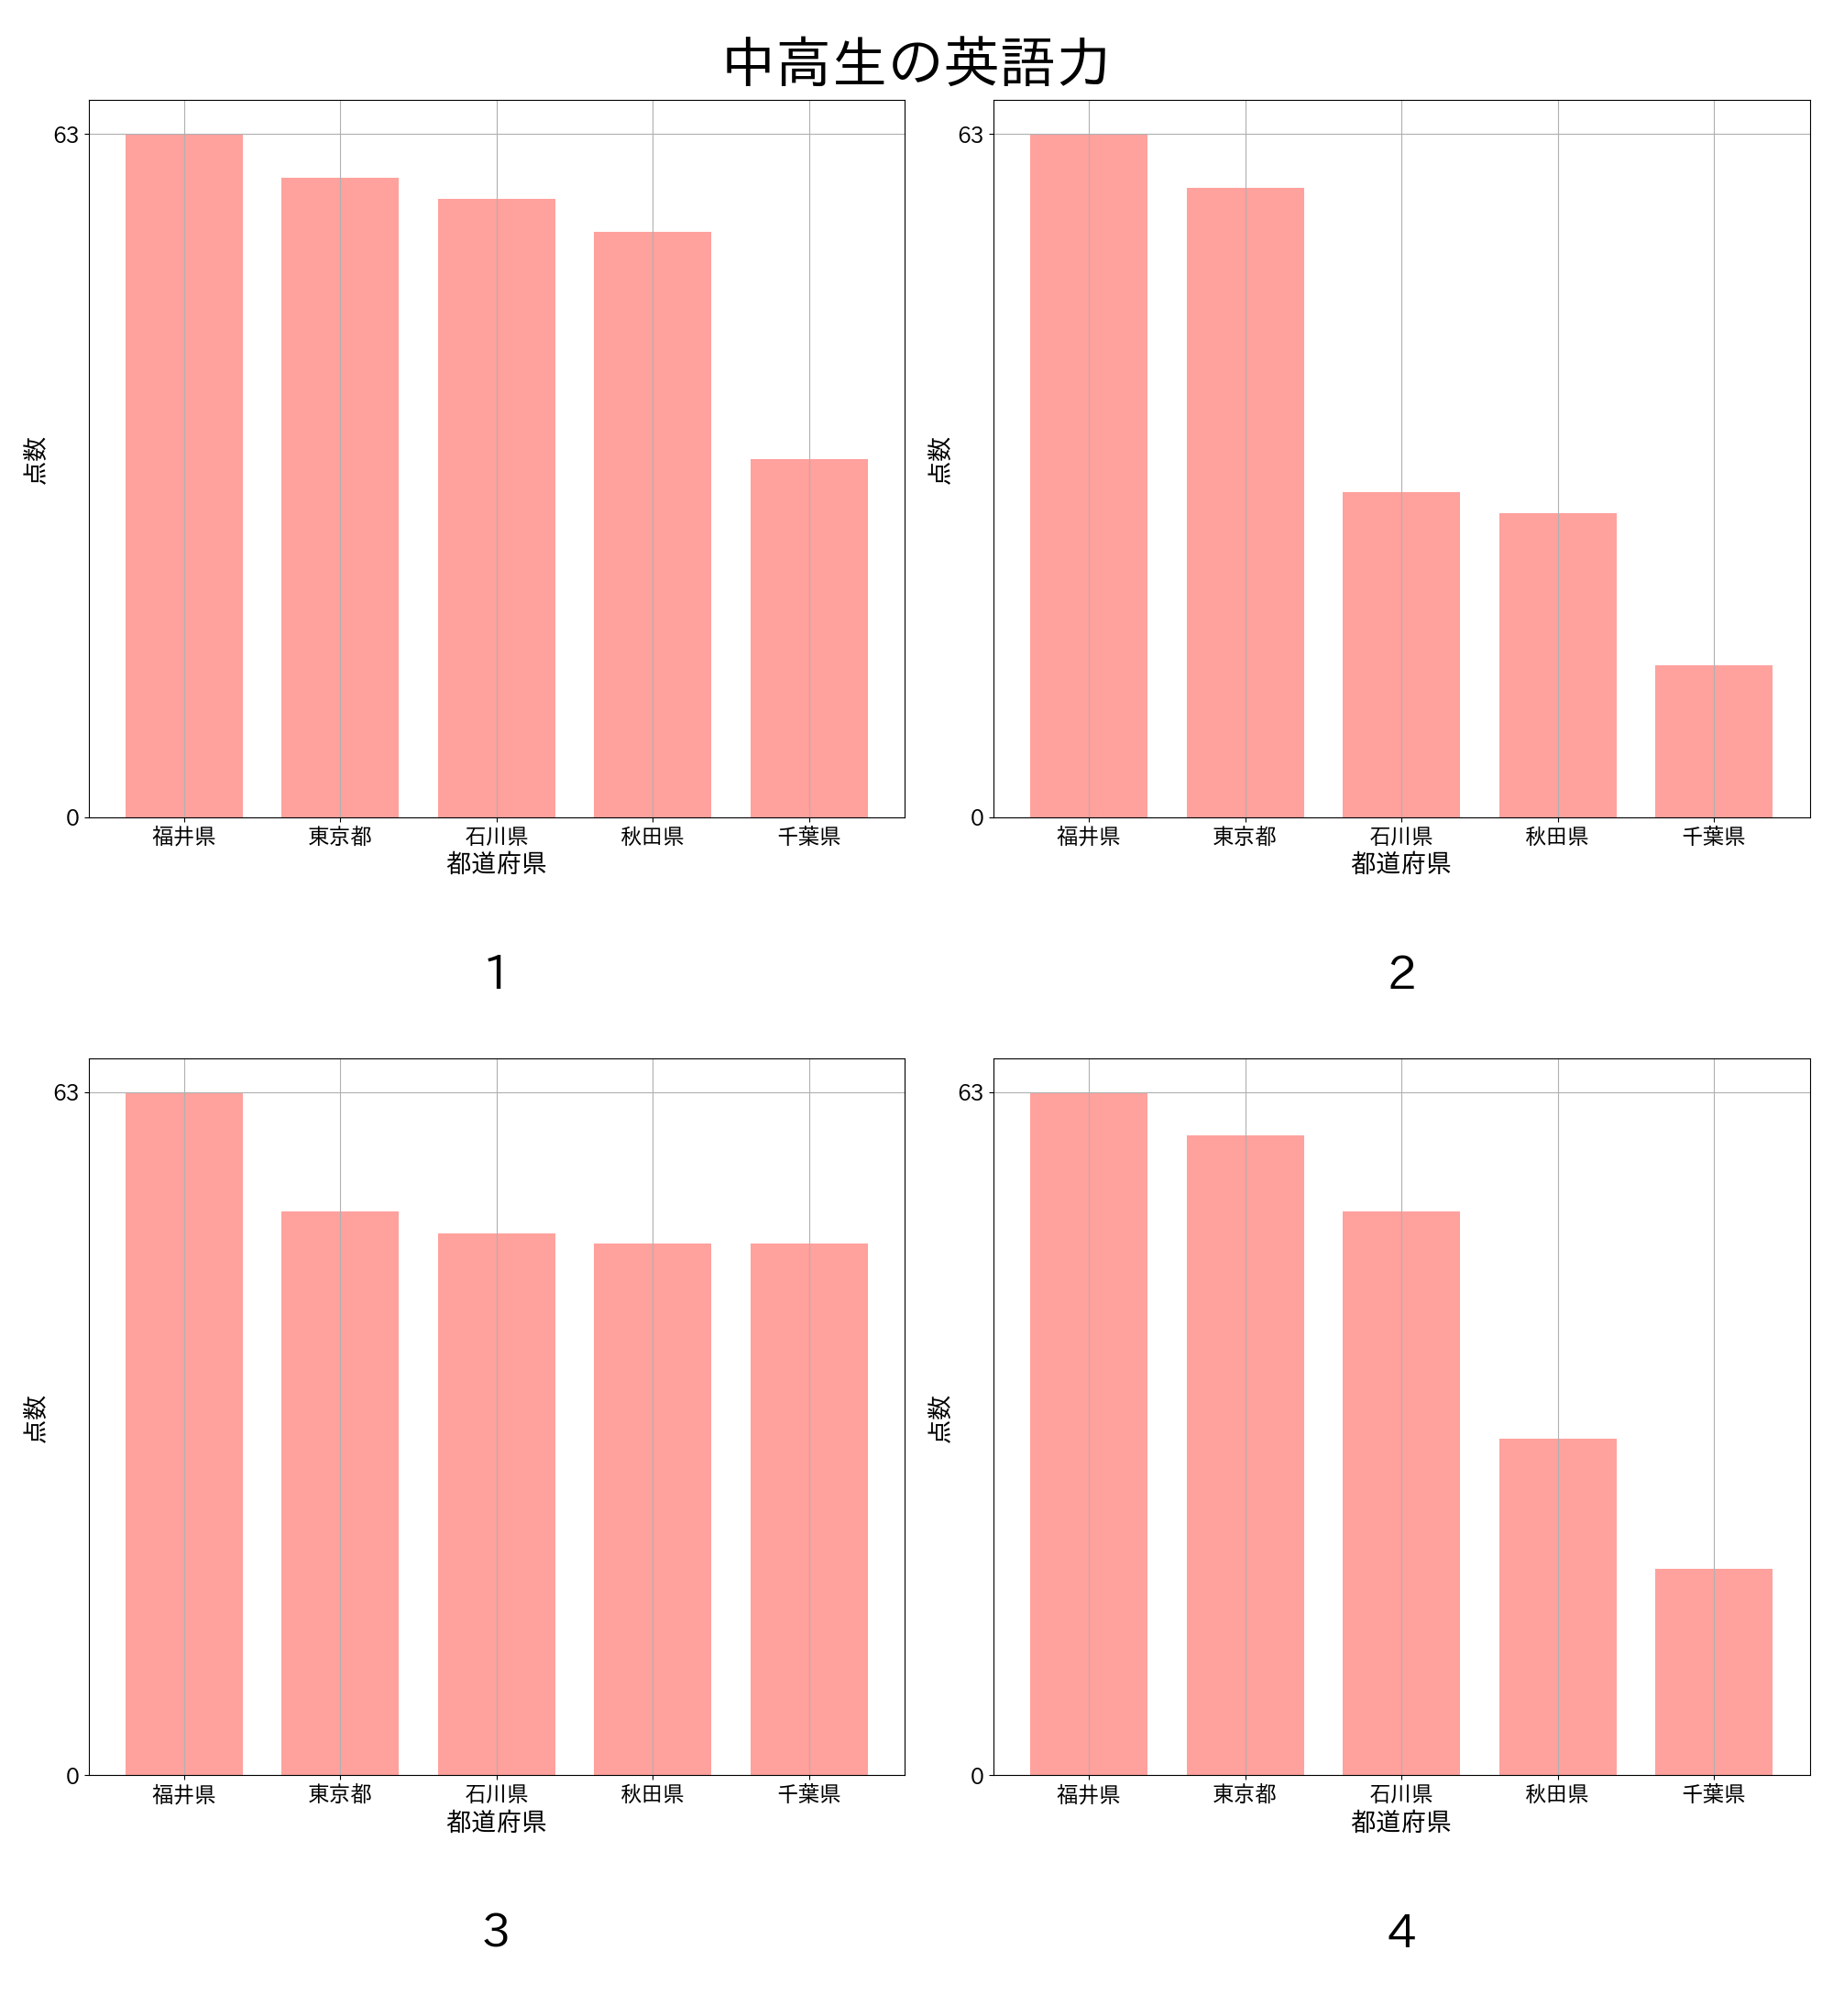 中高生の英語力
63
0
点数
福井県 東京都 石川県 秋田県 千葉県
都道府県
1
63
0
点数
福井県 東京都 石川県 秋田県 千葉県
都道府県
2
63
0
点数
福井県 東京都 石川県 秋田県 千葉県
都道府県
3
63
0
点数
福井県 東京都 石川県 秋田県 千葉県
都道府県
4